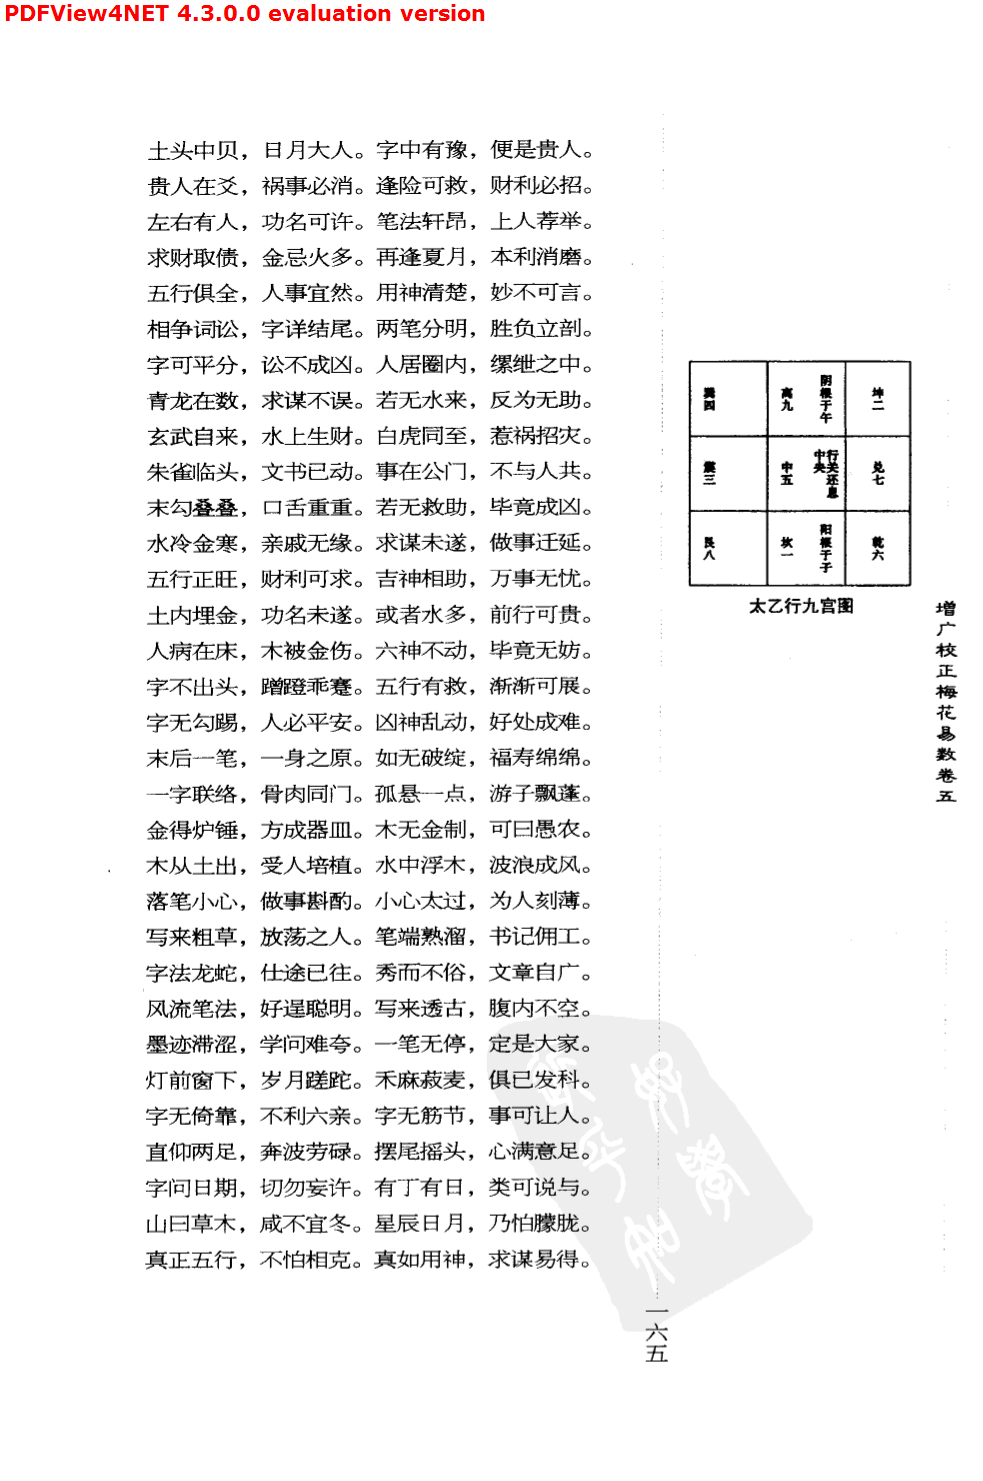 PDFView4NET 4.3.0.0 evaluation version
土头中贝，日月大人。字中有豫，便是贵人。
贵人在爻，祸事必消。逢险可救，财利必招。
左右有人，功名可许。笔法轩昂，上人荐举。
求财取债，金忌火多。再逢夏月，本利消磨。
五行俱全，人事宜然。用神清楚，妙不可言。
相争词讼，字详结尾。两笔分明，胜负立剖。
字可平分，讼不成凶。人居圈内，缧绁之中。
青龙在数，求谋不误。若无水来，反为无助。
玄武自来，水上生财。白虎同至，惹祸招灾。
朱雀临头，文书已动。事在公门，不与人共。
末勾叠叠，口舌重重。若无救助，毕竟成凶。
水冷金寒，亲戚无缘。求谋未遂，做事迁延。
五行正旺，财利可求。吉神相助，万事无忧。
土内埋金，功名未遂。或者水多，前行可贵。
人病在床，木被金伤。六神不动，毕竟无妨。
字不出头，蹭蹬乖蹇。五行有救，渐渐可展。
字无勾踢，人必平安。凶神乱动，好处成难。
末后一笔，一身之原。如无破绽，福寿绵绵。
一字联络，骨肉同门。孤悬一点，游子飘蓬。
金得炉锤，方成器皿。木无金制，可曰愚农。
木从土出，受人培植。水中浮木，波浪成风。
落笔小心，做事斟酌。小心太过，为人刻薄。
写来粗草，放荡之人。笔端熟溜，书记佣工。
字法龙蛇，仕途已往。秀而不俗，文章自广。
风流笔法，好逞聪明。写来透古，腹内不空。
墨迹滞涩，学问难夸。一笔无停，定是大家。
灯前窗下，岁月蹉跎。禾麻菽麦，俱已发科。
字无倚靠，不利六亲。字无筋节，事可让人。
直仰两足，奔波劳碌。摆尾摇头，心满意足。
字问日期，切勿妄许。有丁有日，类可说与。
山曰草木，咸不宜冬。星辰日月，乃怕朦胧。
真正五行，不怕相克。真如用神，求谋易得。
巽四
离九
阴根于午
坤二
震三
中五
行关还息中央
兑七
艮八
坎一
阳根于子
乾六
太乙行九宫图
增广校正梅花易数卷五
一六五